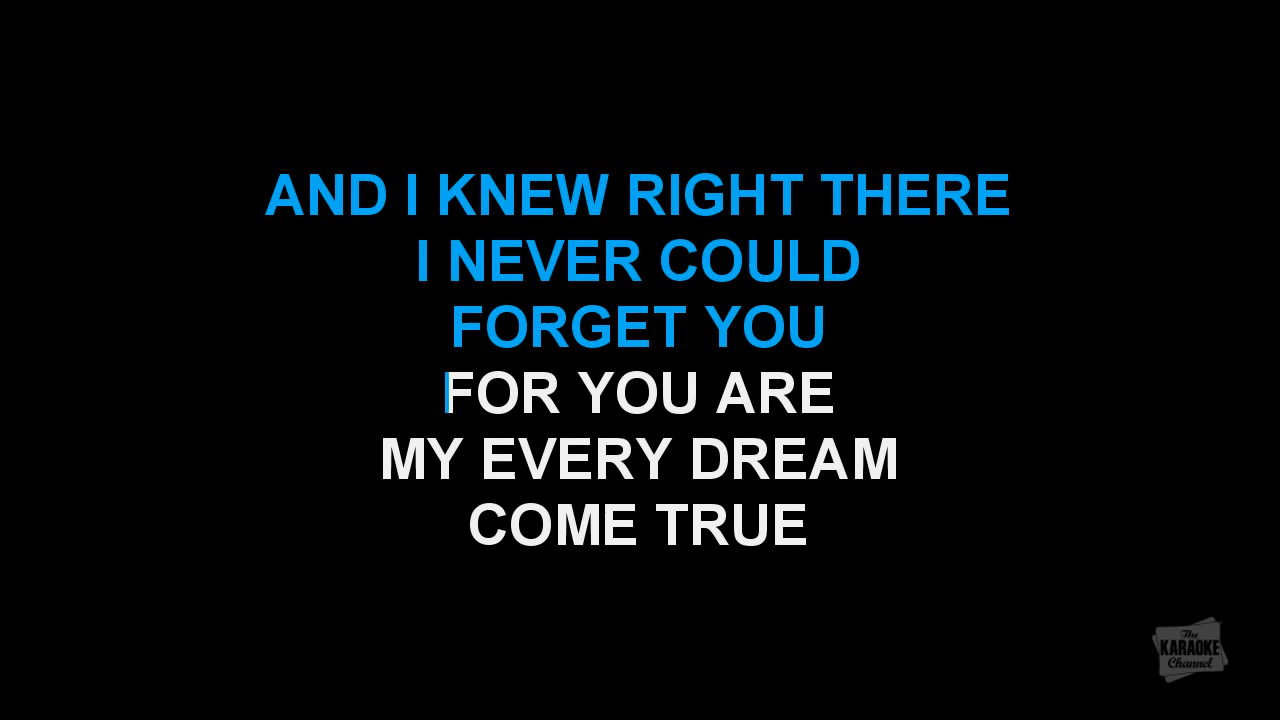 AND I KNEW RIGHT THERE
I NEVER COULD
FORGET YOU
FOR YOU ARE
MY EVERY DREAM
COME TRUE
The
KARAOKE
Channel